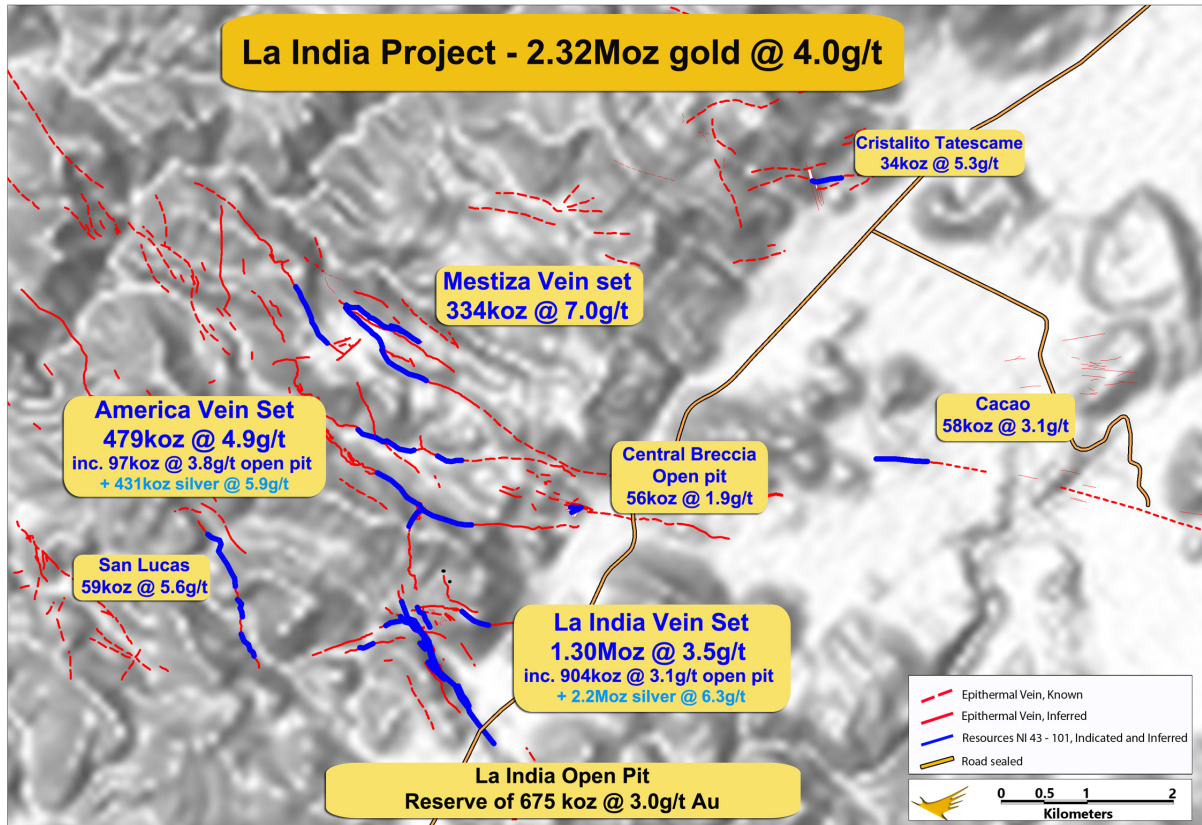 La India Project - 2.32Moz gold @ 4.0g/t
Cristalito Tatescame
34koz @ 5.3g/t
Mestiza Vein set
334koz @ 7.0g/t
America Vein Set
479koz @ 4.9g/t
inc. 97koz @ 3.8g/t open pit
+ 431koz silver @ 5.9g/t
Cacao
58koz @ 3.1g/t
Central Breccia
Open pit
56koz @ 1.9g/t
San Lucas
59koz @ 5.6g/t
La India Vein Set
1.30Moz @ 3.5g/t
inc. 904koz @ 3.1g/t open pit
+ 2.2Moz silver @ 6.3g/t
La India Open Pit
Reserve of 675 koz @ 3.0g/t Au
Epithermal Vein, Known
Epithermal Vein, Inferred
Resources NI 43 - 101, Indicated and Inferred
Road sealed
0 0.5 1 2
Kilometers